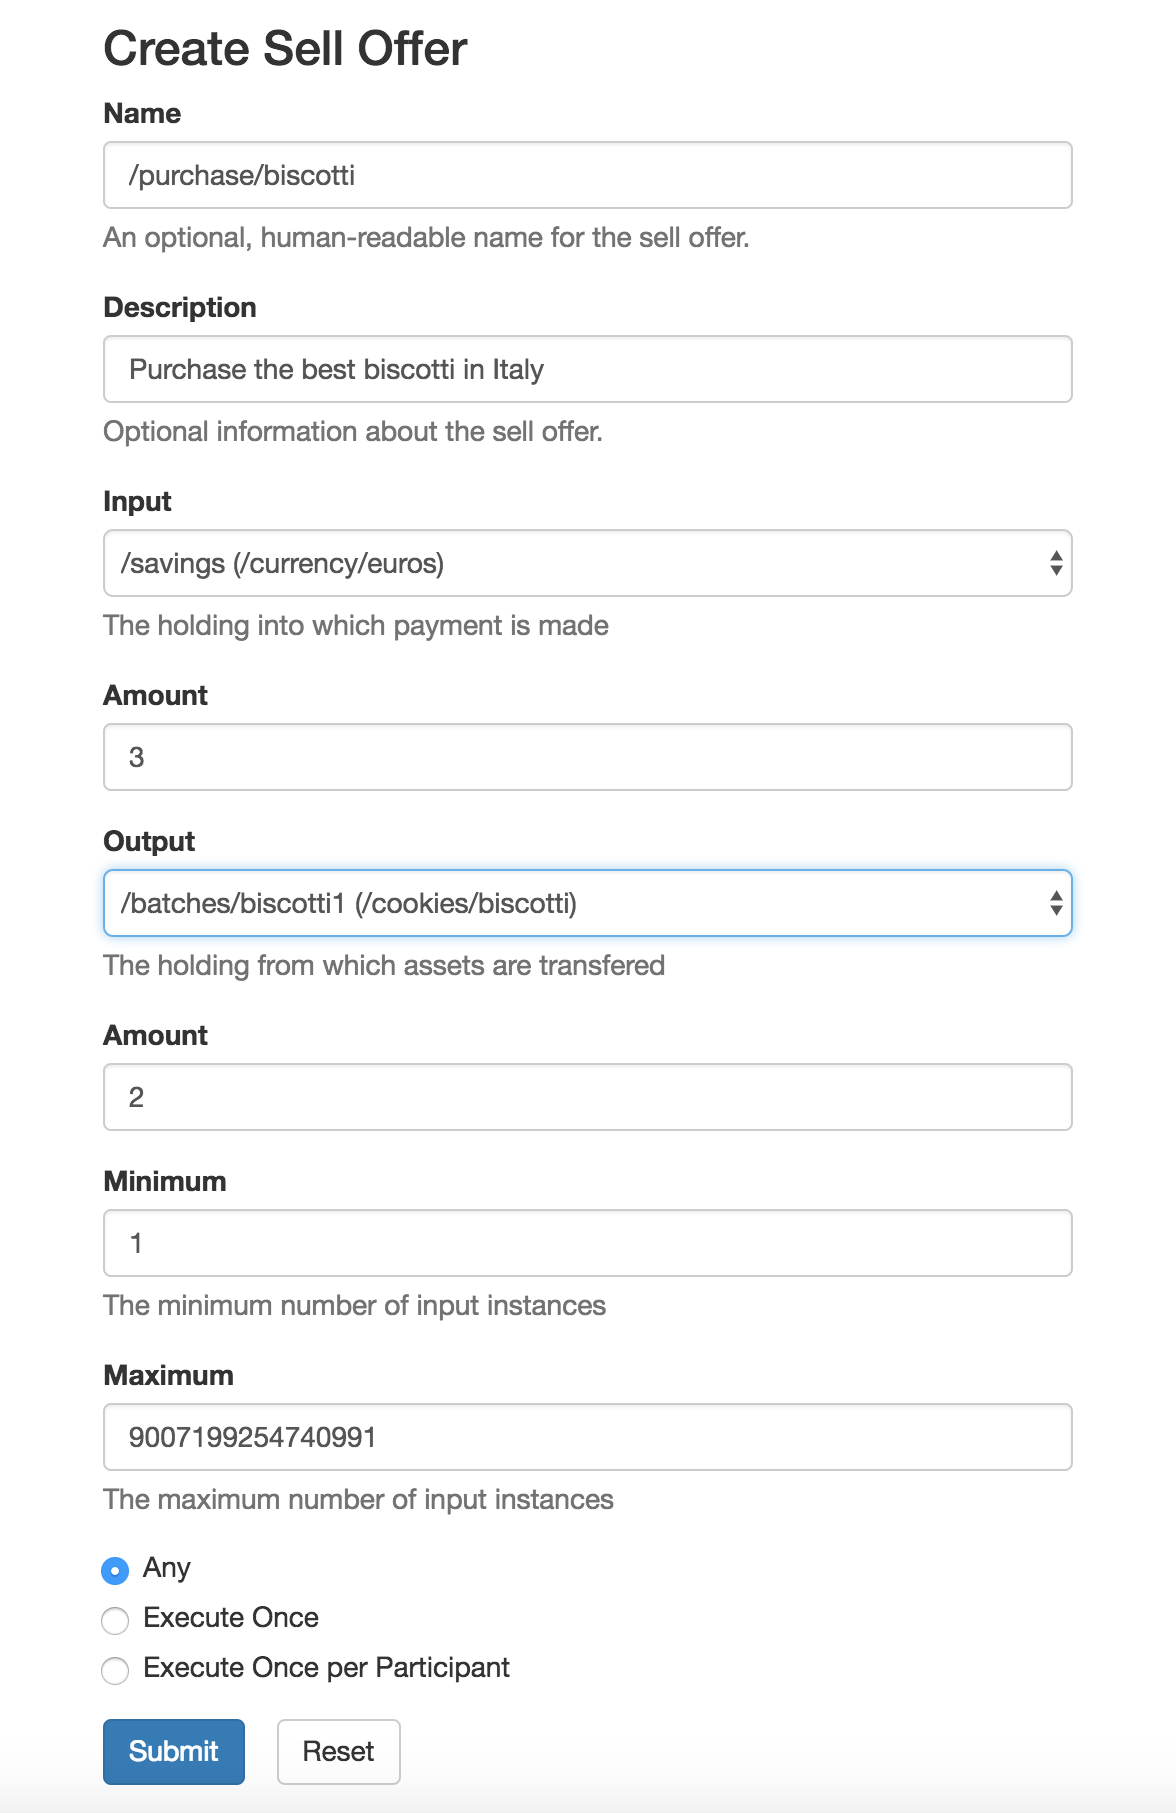 Create Sell Offer
Name
/purchase/biscotti
An optional, human-readable name for the sell offer.
Description
Purchase the best biscotti in Italy
Optional information about the sell offer.
Input
/savings (/currency/euros)
The holding into which payment is made
Amount
3
Output
/batches/biscotti1 (/cookies/biscotti)
The holding from which assets are transfered
Amount
2
Minimum
1
The minimum number of input instances
Maximum
9007199254740991
The maximum number of input instances
Any
Execute Once
Execute Once per Participant
Submit Reset